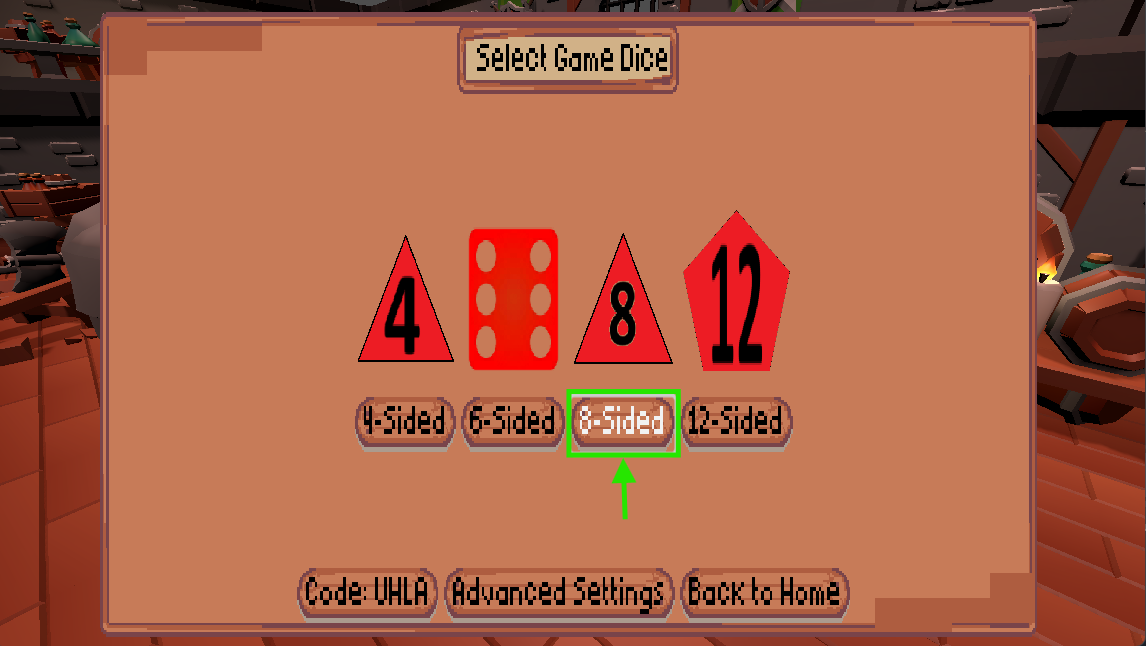 Select Game Dice
4
8
12
4-Sided
6-Sided
8-Sided
12-Sided
Code: UHLA
Advanced Settings
Back to Home